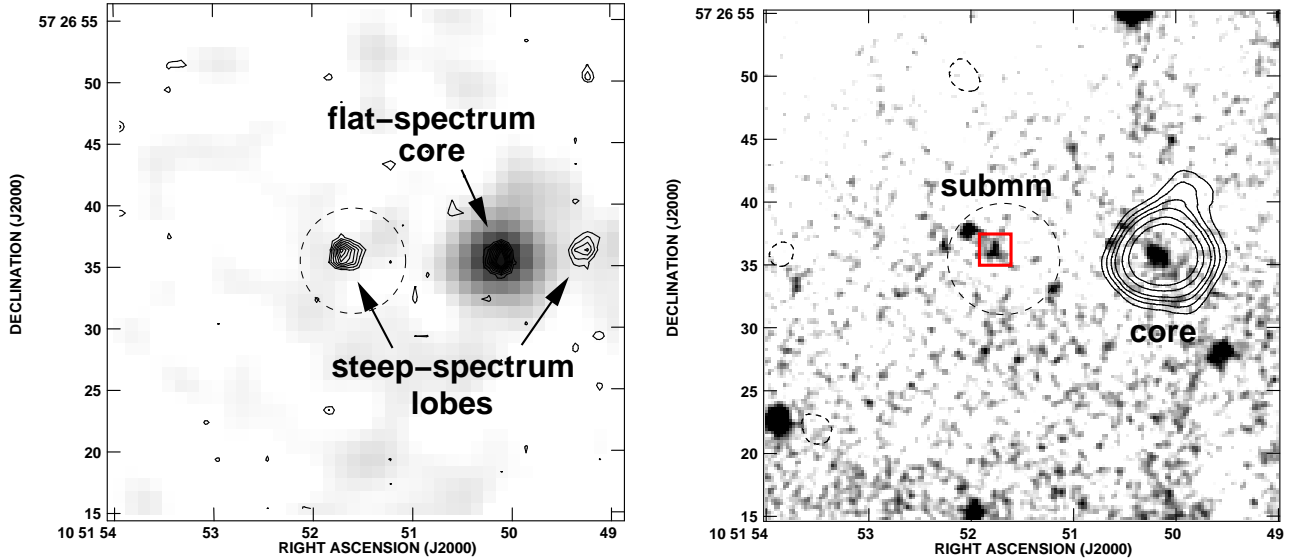 57 26 55
50
45
40
35
30
25
20
15
DECLINATION (J2000)
flat–spectrum
core
steep–spectrum
lobes
10 51 54
53
52
51
50
49
RIGHT ASCENSION (J2000)
57 26 55
50
45
40
35
30
25
20
15
DECLINATION (J2000)
submm
core
10 51 54
53
52
51
50
49
RIGHT ASCENSION (J2000)